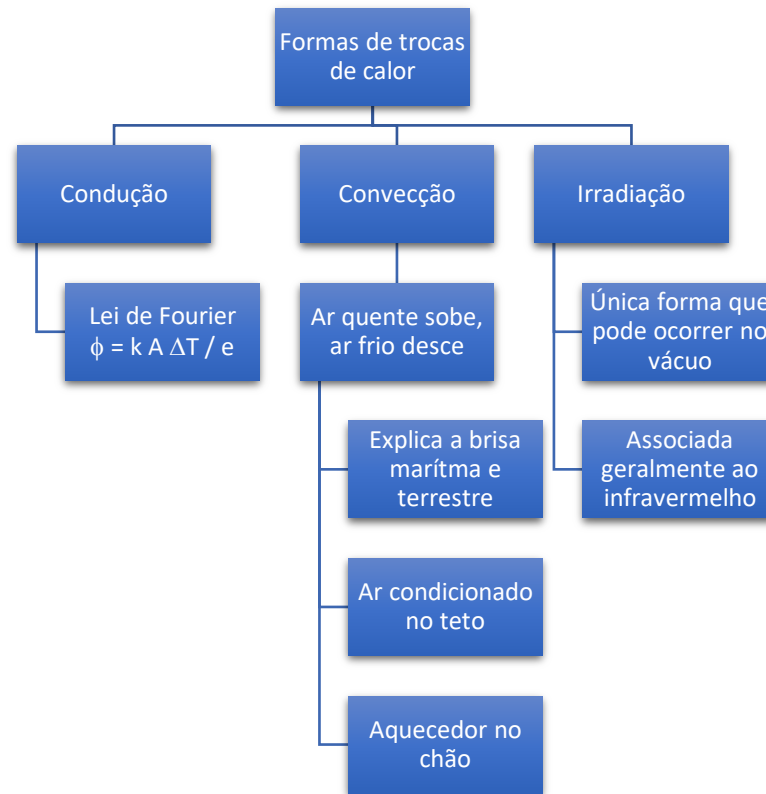 Formas de trocas
de calor
Condução
Convecção
Irradiação
Lei de Fourier
ϕ = k A ΔT / e
Ar quente sobe,
ar frio desce
Única forma que
pode ocorrer no
vácuo
Explica a brisa
marítma e
terrestre
Associada
geralmente ao
infravermelho
Ar condicionado
no teto
Aquecedor no
chão